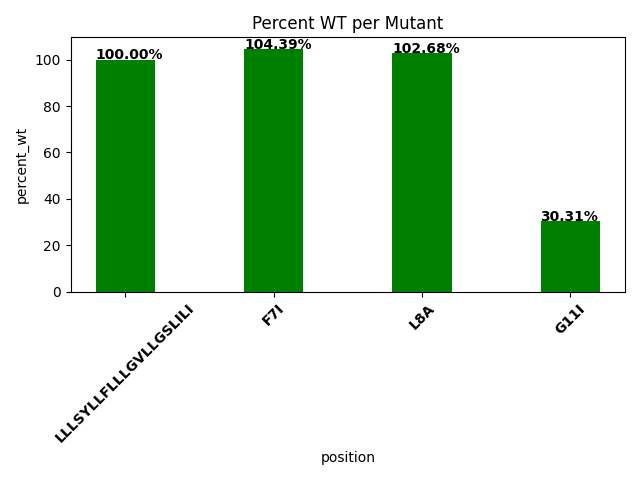 Percent WT per Mutant
percent_wt
100
80
60
40
20
0
100.00%
104.39%
102.68%
30.31%
LLLSYLLFLLLGVLLGSLILI
F7I
L8A
G11I
position